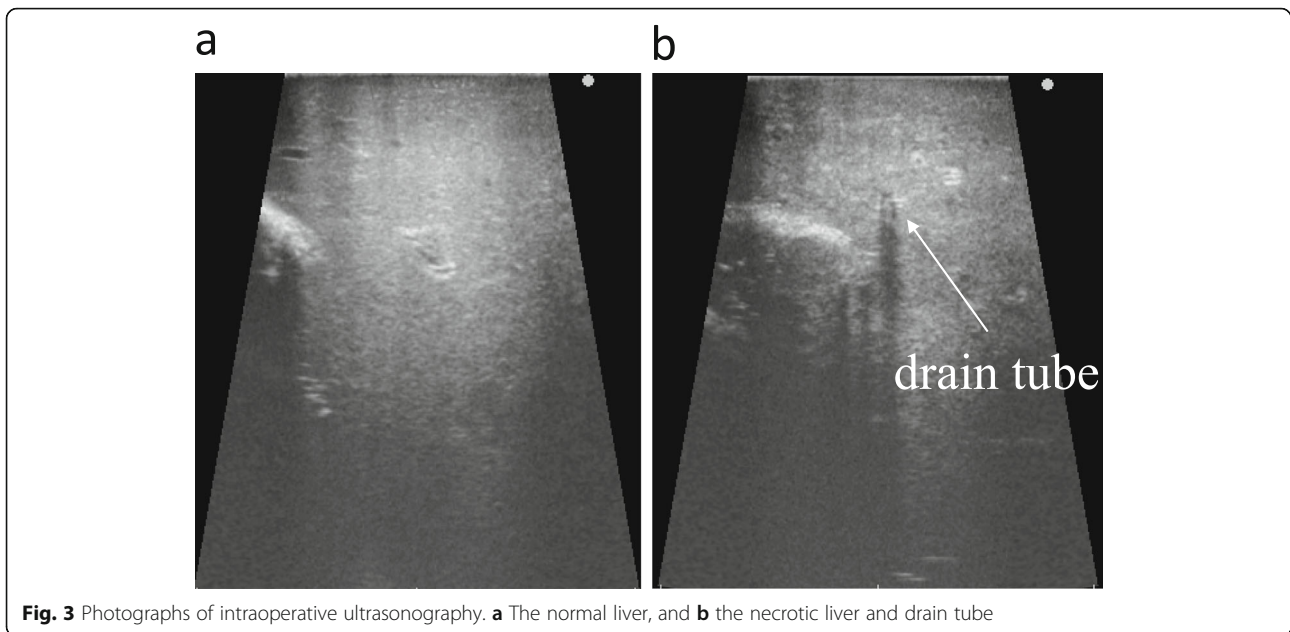 a
b
drain tube
Fig. 3 Photographs of intraoperative ultrasonography. a The normal liver, and b the necrotic liver and drain tube